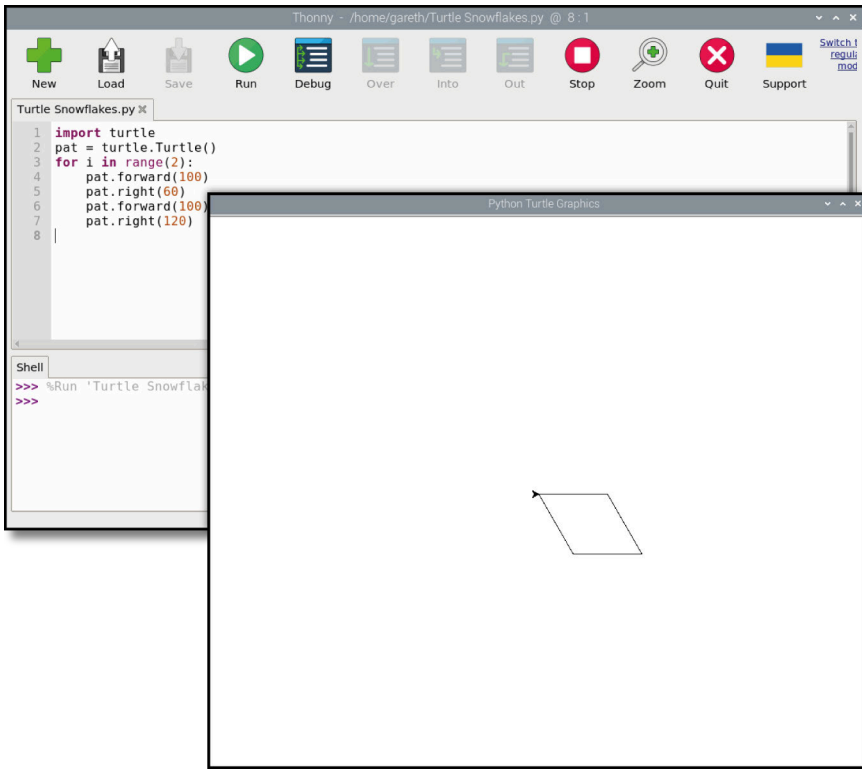 Thonny - /home/gareth/Turtle Snowflakes.py @ 8:1
New Load Save Run Debug Over Into Out Stop Zoom Quit Support
Switch t
regula
mod
Turtle Snowflakes.py
1 import turtle
2 pat = turtle.Turtle()
3 for i in range(2):
4     pat.forward(100)
5     pat.right(60)
6     pat.forward(100)
7     pat.right(120)
8
Python Turtle Graphics
Shell
>>> %Run 'Turtle Snowflak
>>>